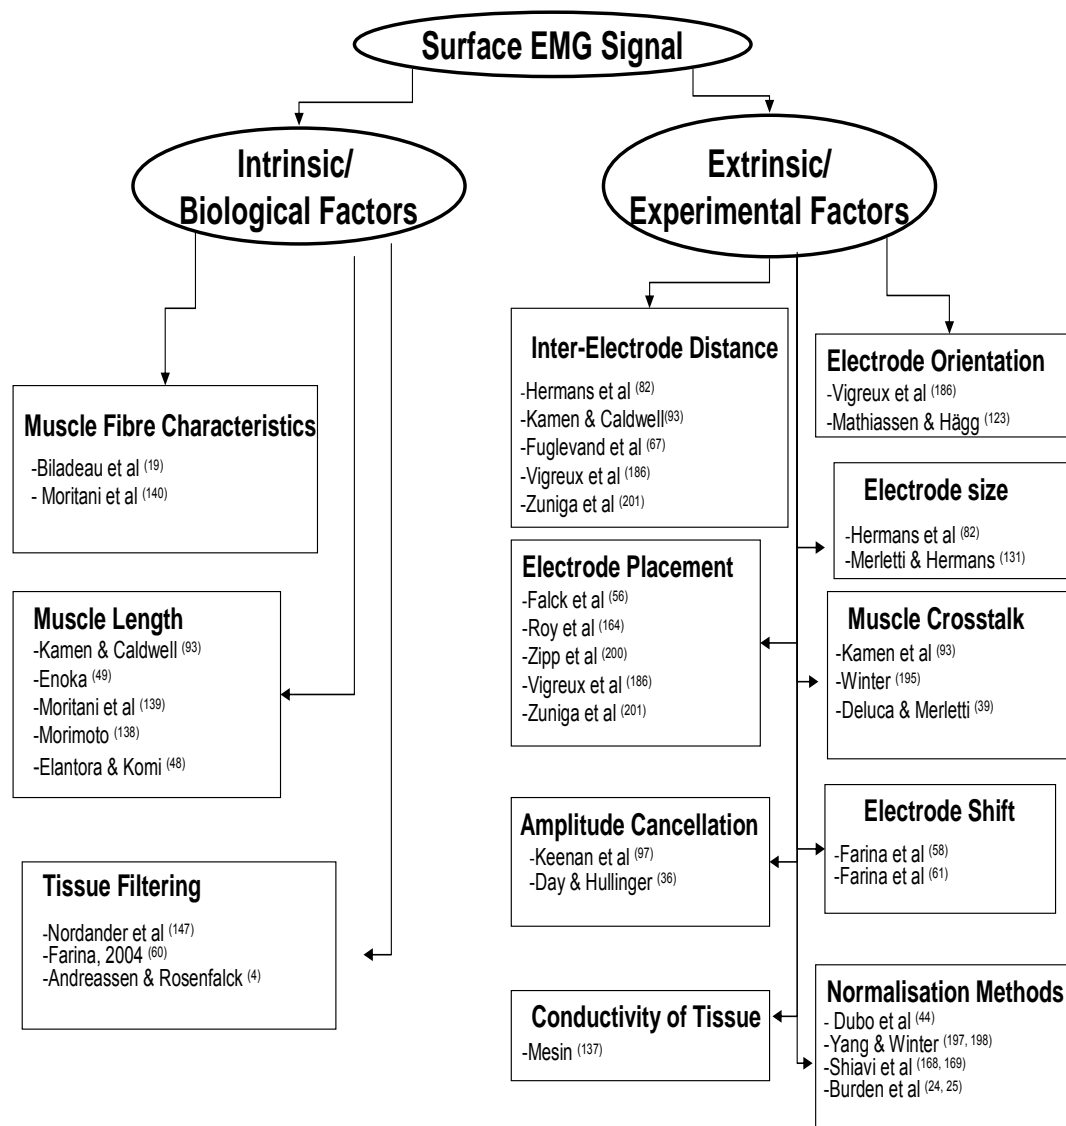 Surface EMG Signal
Intrinsic/
Biological Factors
Extrinsic/
Experimental Factors
Muscle Fibre Characteristics
-Biladeau et al (19)
- Moritani et al (140)
Muscle Length
-Kamen & Caldwell (93)
-Enoka (49)
-Moritani et al (139)
-Morimoto (138)
-Elantora & Komi (48)
Tissue Filtering
-Nordander et al (147)
-Farina, 2004 (60)
-Andreassen & Rosenfalck (4)
Inter-Electrode Distance
-Hermans et al (82)
-Kamen & Caldwell(93)
-Fuglevand et al (67)
-Vigreux et al (186)
-Zuniga et al (201)
Electrode Placement
-Falck et al (56)
-Roy et al (164)
-Zipp et al (200)
-Vigreux et al (186)
-Zuniga et al (201)
Amplitude Cancellation
-Keenan et al (97)
-Day & Hullinger (36)
Conductivity of Tissue
-Mesin (137)
Electrode Orientation
-Vigreux et al (186)
-Mathiassen & Hägg (123)
Electrode size
-Hermans et al (82)
-Merletti & Hermans (131)
Muscle Crosstalk
-Kamen et al (93)
-Winter (195)
-Deluca & Merletti (39)
Electrode Shift
-Farina et al (58)
-Farina et al (61)
Normalisation Methods
- Dubo et al (44)
-Yang & Winter (197, 198)
-Shiavi et al (168, 169)
-Burden et al (24, 25)